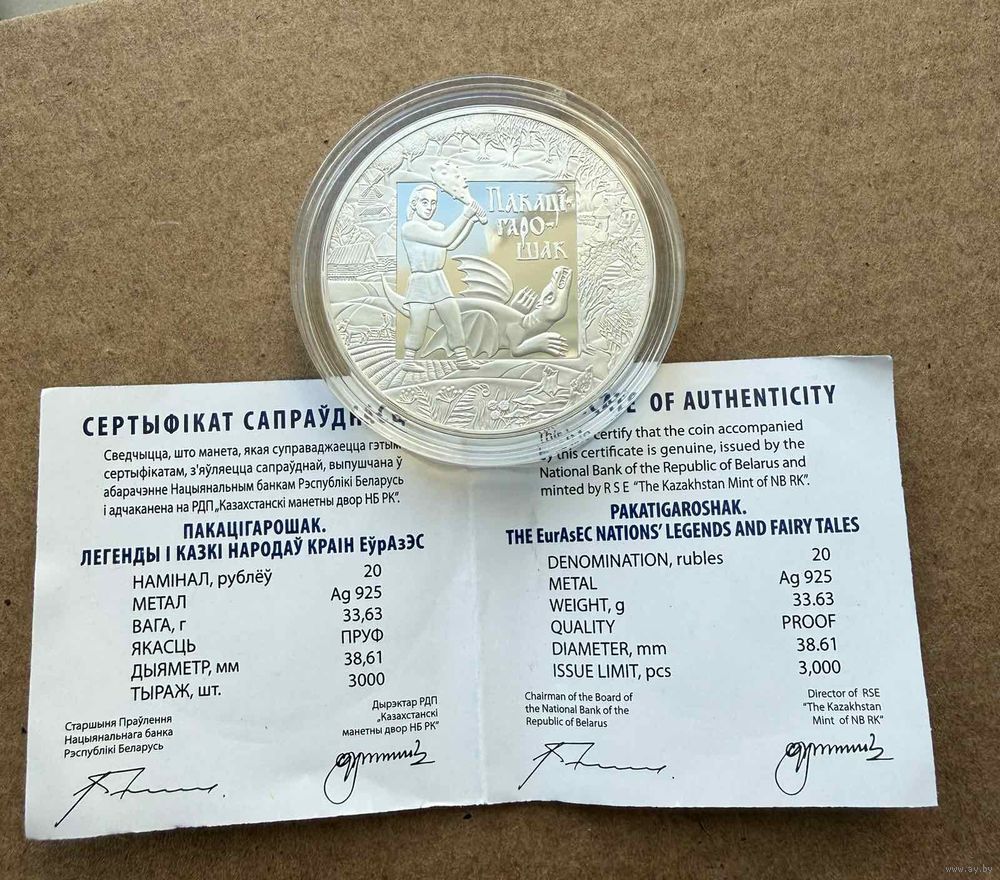 Пакаці-
гаро-
шак
СЕРТЫФІКАТ
Сведчыцца, што манета, якая суправаджаецца гэтым
сертыфікатам, з'яўляецца сапраўднай, выпушчана ў
абарачэнне Нацыянальным банкам Рэспублікі Беларусь
і адчаканена на РДП „Казахстанскі манетны двор НБ РК".
ПАКАЦІГАРОШАК.
ЛЕГЕНДЫ І КАЗКІ НАРОДАЎ КРАІН ЕўрАзЭС
НАМІНАЛ, рублёў 20
МЕТАЛ Ag 925
ВАГА, г 33,63
ЯКАСЦЬ ПРУФ
ДЫЯМЕТР, мм 38,61
ТЫРАЖ, шт. 3000
Старшыня Праўлення
Нацыянальнага банка
Рэспублікі Беларусь
Дырэктар РДП
„Казахстанскі
манетны двор НБ РК"
OF AUTHENTICITY
This is to certify that the coin accompanied
by this certificate is genuine, issued by the
National Bank of the Republic of Belarus and
minted by R S E "The Kazakhstan Mint of NB RK".
PAKATIGAROSHAK.
THE EurAsEC NATIONS' LEGENDS AND FAIRY TALES
DENOMINATION, rubles 20
METAL Ag 925
WEIGHT, g 33.63
QUALITY PROOF
DIAMETER, mm 38.61
ISSUE LIMIT, pcs 3,000
Chairman of the Board of
the National Bank of the
Republic of Belarus
Director of RSE
"The Kazakhstan
Mint of NB RK"
www.ay.by